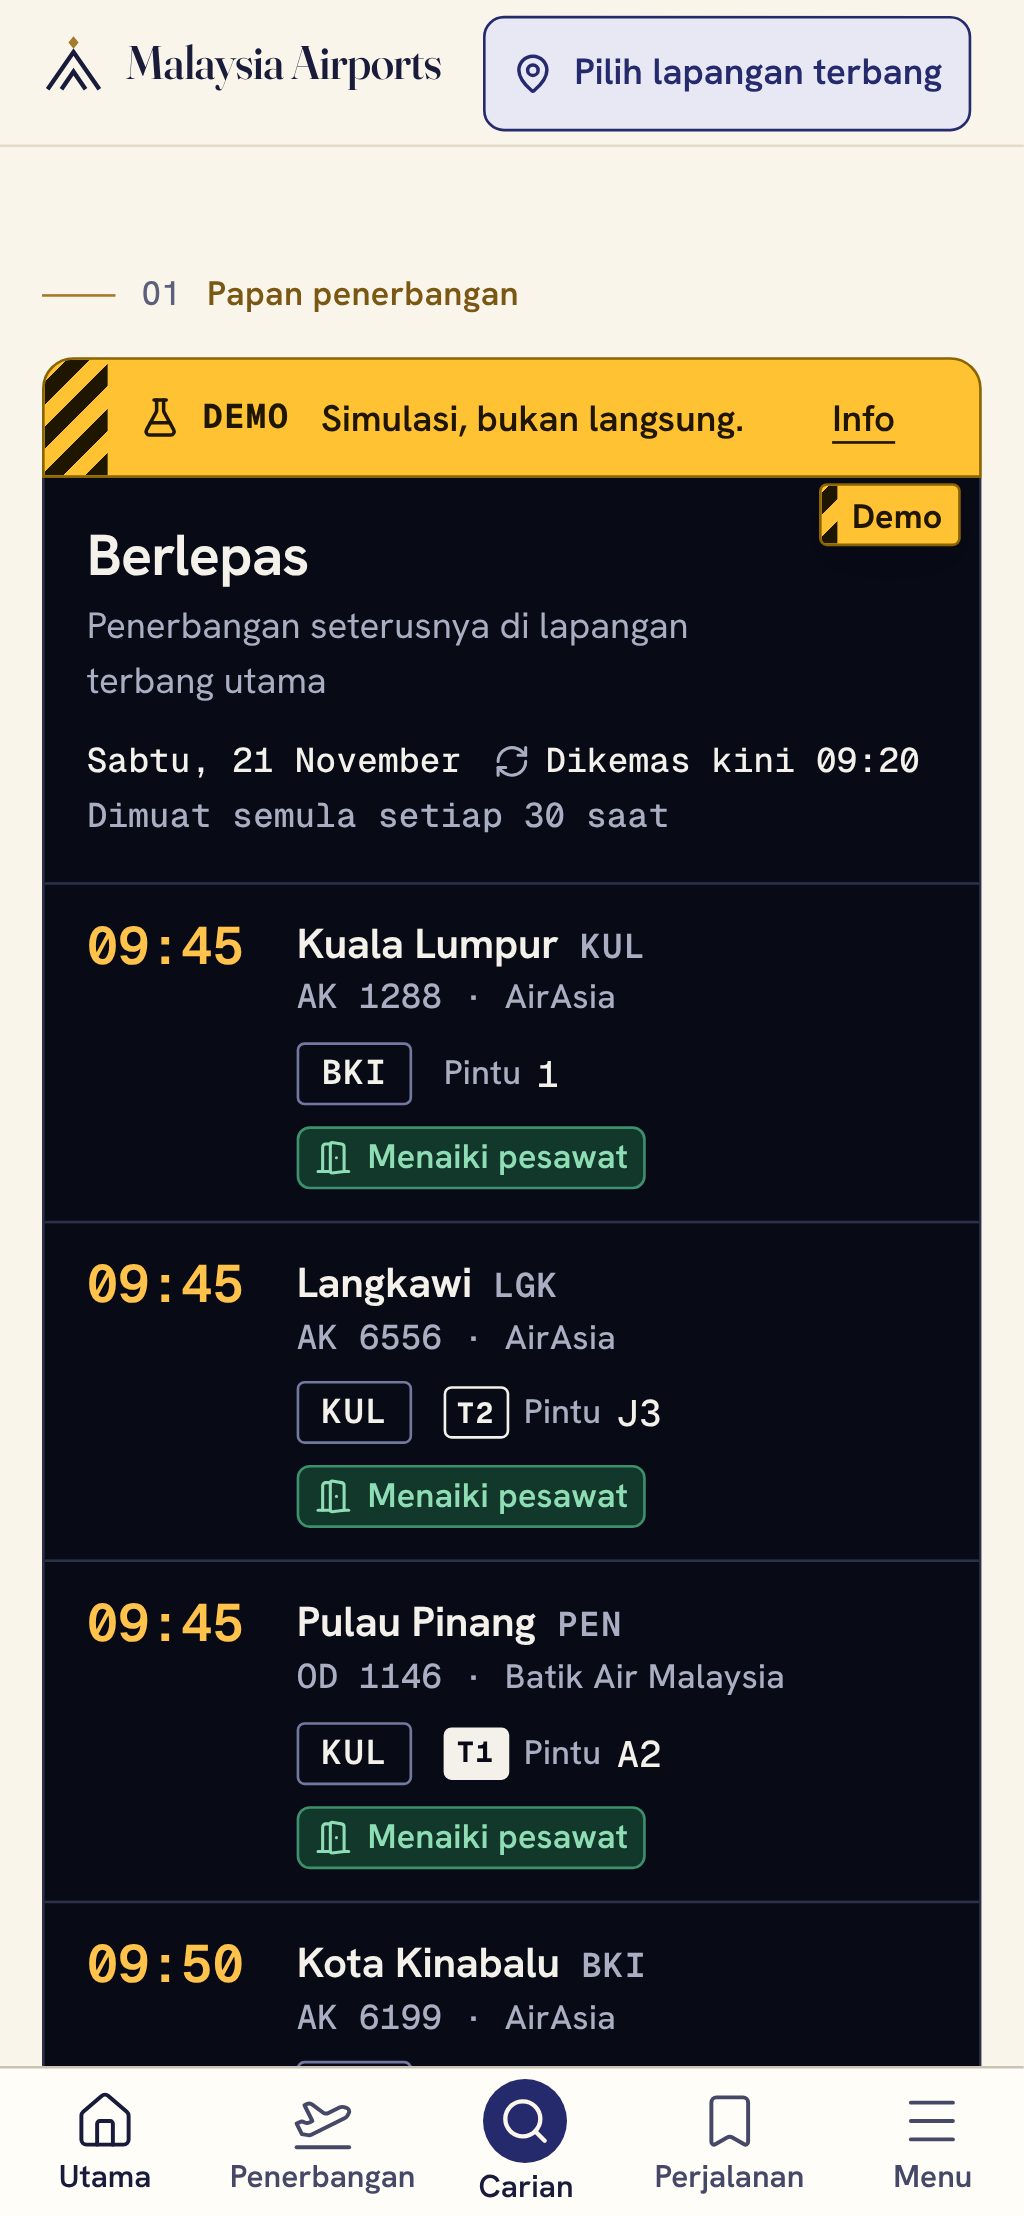 Malaysia Airports
Pilih lapangan terbang
01 Papan penerbangan
DEMO Simulasi, bukan langsung. Info
Demo
Berlepas
Penerbangan seterusnya di lapangan
terbang utama
Sabtu, 21 November Dikemas kini 09:20
Dimuat semula setiap 30 saat
09:45 Kuala Lumpur KUL
AK 1288 · AirAsia
BKI Pintu 1
Menaiki pesawat
09:45 Langkawi LGK
AK 6556 · AirAsia
KUL T2 Pintu J3
Menaiki pesawat
09:45 Pulau Pinang PEN
OD 1146 · Batik Air Malaysia
KUL T1 Pintu A2
Menaiki pesawat
09:50 Kota Kinabalu BKI
AK 6199 · AirAsia
Utama
Penerbangan
Carian
Perjalanan
Menu